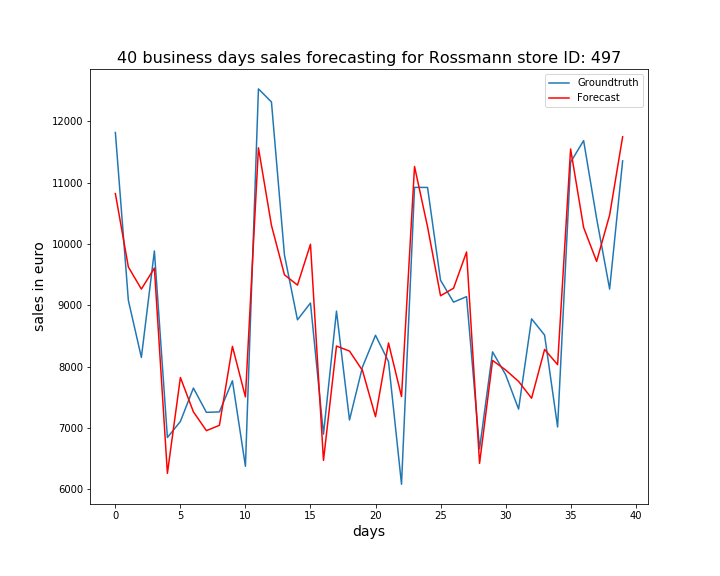 40 business days sales forecasting for Rossmann store ID: 497
Groundtruth
Forecast
12000
11000
10000
9000
8000
7000
6000
sales in euro
0 5 10 15 20 25 30 35 40
days